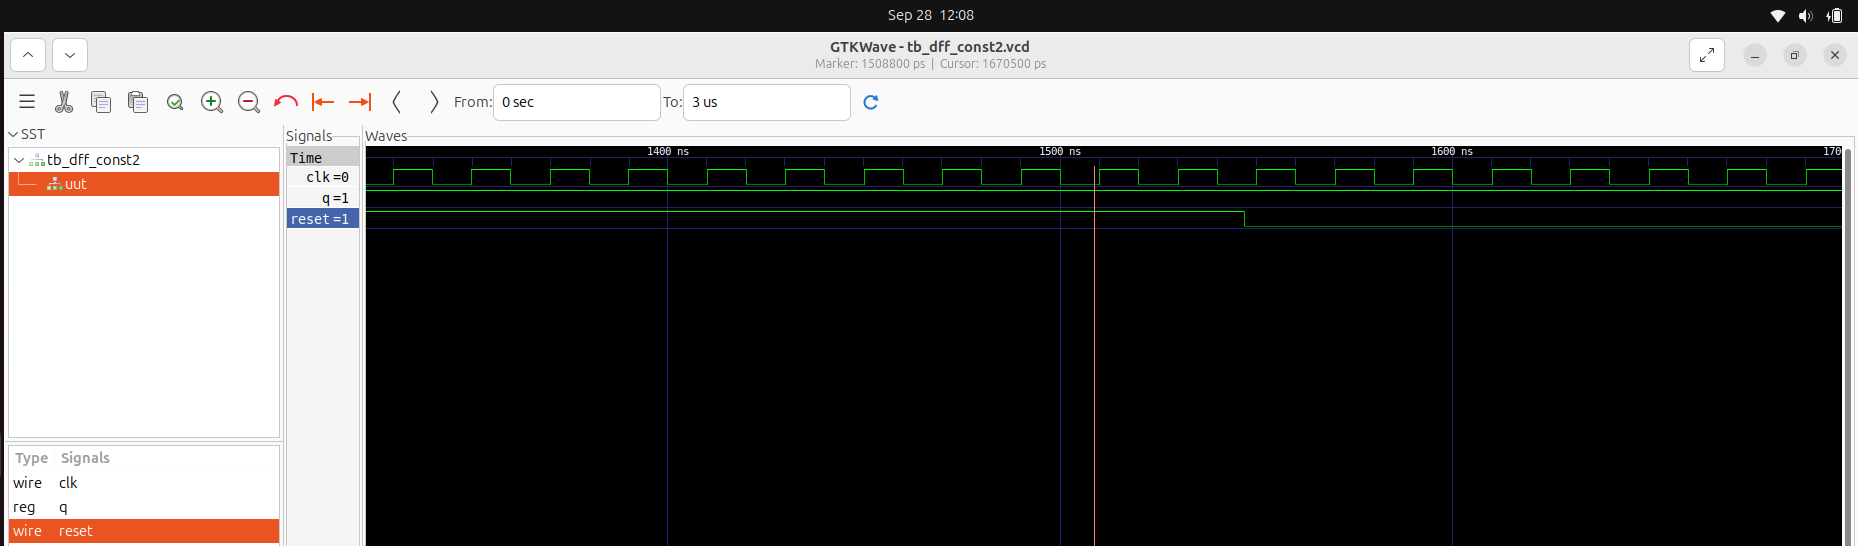 Sep 28 12:08
GTKWave - tb_dff_const2.vcd
Marker: 1508800 ps | Cursor: 1670500 ps
From: 0 sec To: 3 us
SST
tb_dff_const2
uut
Type Signals
wire clk
reg q
wire reset
Signals
Time
clk=0
q=1
reset=1
Waves
1400 ns 1500 ns 1600 ns 170